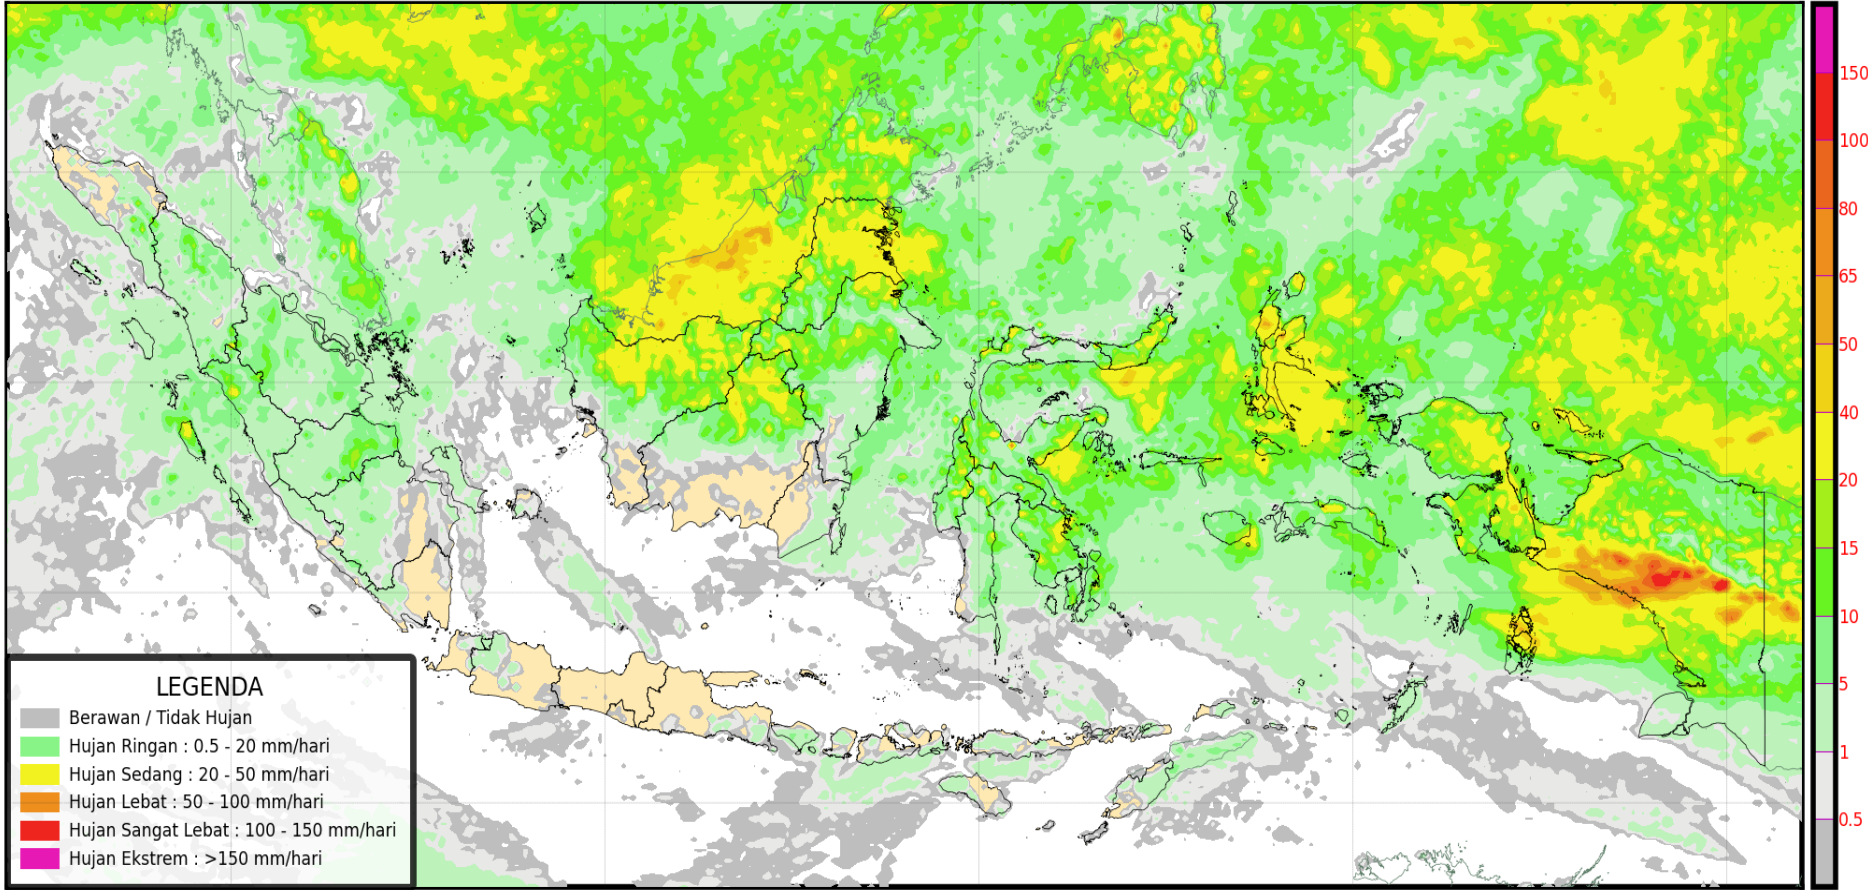 LEGENDA
Berawan / Tidak Hujan
Hujan Ringan : 0.5 - 20 mm/hari
Hujan Sedang : 20 - 50 mm/hari
Hujan Lebat : 50 - 100 mm/hari
Hujan Sangat Lebat : 100 - 150 mm/hari
Hujan Ekstrem : >150 mm/hari
150
100
80
65
50
40
20
15
10
5
1
0.5